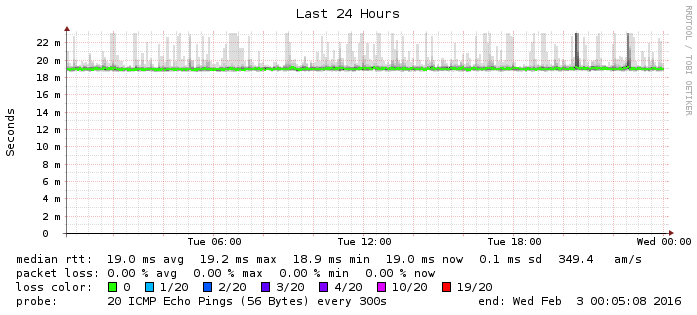 Last 24 Hours
RRDTOOL / TOBI OETIKER
Seconds
22 m
20 m
18 m
16 m
14 m
12 m
10 m
8 m
6 m
4 m
2 m
0
Tue 06:00 Tue 12:00 Tue 18:00 Wed 00:00
median rtt: 19.0 ms avg 19.2 ms max 18.9 ms min 19.0 ms now 0.1 ms sd 349.4 am/s
packet loss: 0.00 % avg 0.00 % max 0.00 % min 0.00 % now
loss color: 0 1/20 2/20 3/20 4/20 10/20 19/20
probe: 20 ICMP Echo Pings (56 Bytes) every 300s end: Wed Feb 3 00:05:08 2016